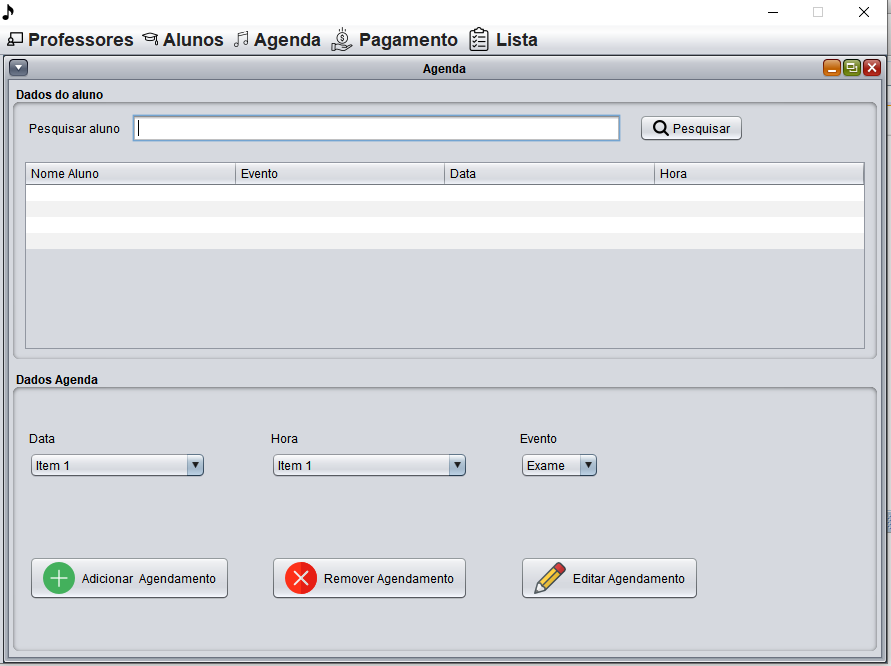 Professores Alunos Agenda Pagamento Lista
Agenda
Dados do aluno
Pesquisar aluno Pesquisar
Nome Aluno Evento Data Hora
Dados Agenda
Data Hora Evento
Item 1 Item 1 Exame
Adicionar Agendamento Remover Agendamento Editar Agendamento